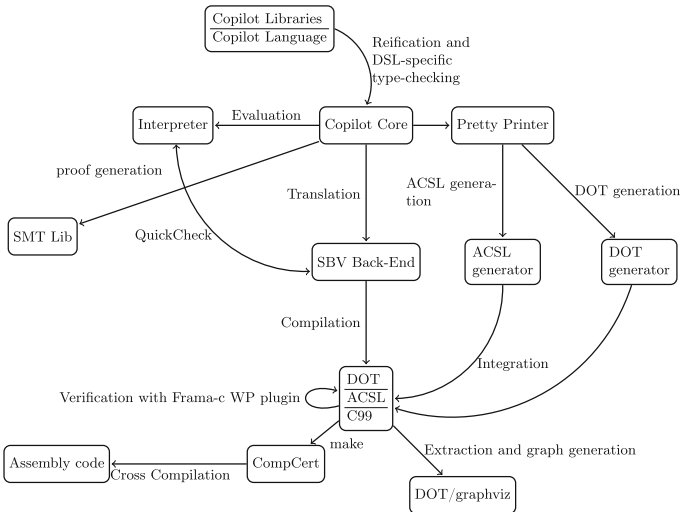 Copilot Libraries
Copilot Language
Reification and
DSL-specific
type-checking
Interpreter
Evaluation
Copilot Core
Pretty Printer
proof generation
Translation
ACSL genera-
tion
DOT generation
SMT Lib
QuickCheck
SBV Back-End
ACSL
generator
DOT
generator
Compilation
Integration
Verification with Frama-c WP plugin
DOT
ACSL
C99
make
Extraction and graph generation
Assembly code
Cross Compilation
CompCert
DOT/graphviz